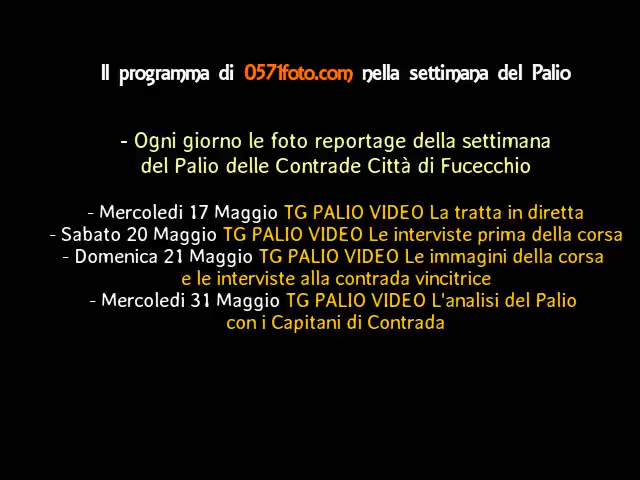 Il programma di 0571foto.com nella settimana del Palio
- Ogni giorno le foto reportage della settimana
del Palio delle Contrade Città di Fucecchio
- Mercoledi 17 Maggio TG PALIO VIDEO La tratta in diretta
- Sabato 20 Maggio TG PALIO VIDEO Le interviste prima della corsa
- Domenica 21 Maggio TG PALIO VIDEO Le immagini della corsa
e le interviste alla contrada vincitrice
- Mercoledi 31 Maggio TG PALIO VIDEO L'analisi del Palio
con i Capitani di Contrada